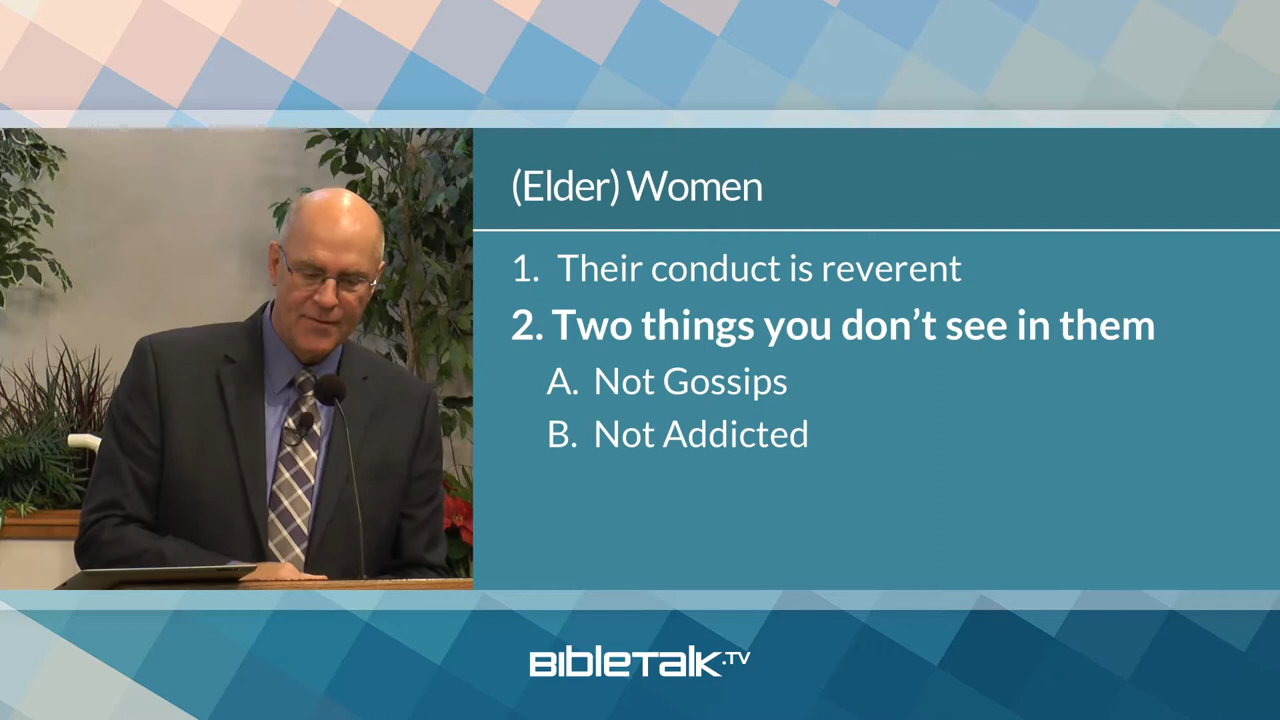 (Elder) Women
1. Their conduct is reverent
2. Two things you don’t see in them
A. Not Gossips
B. Not Addicted
BIBLETALK.TV